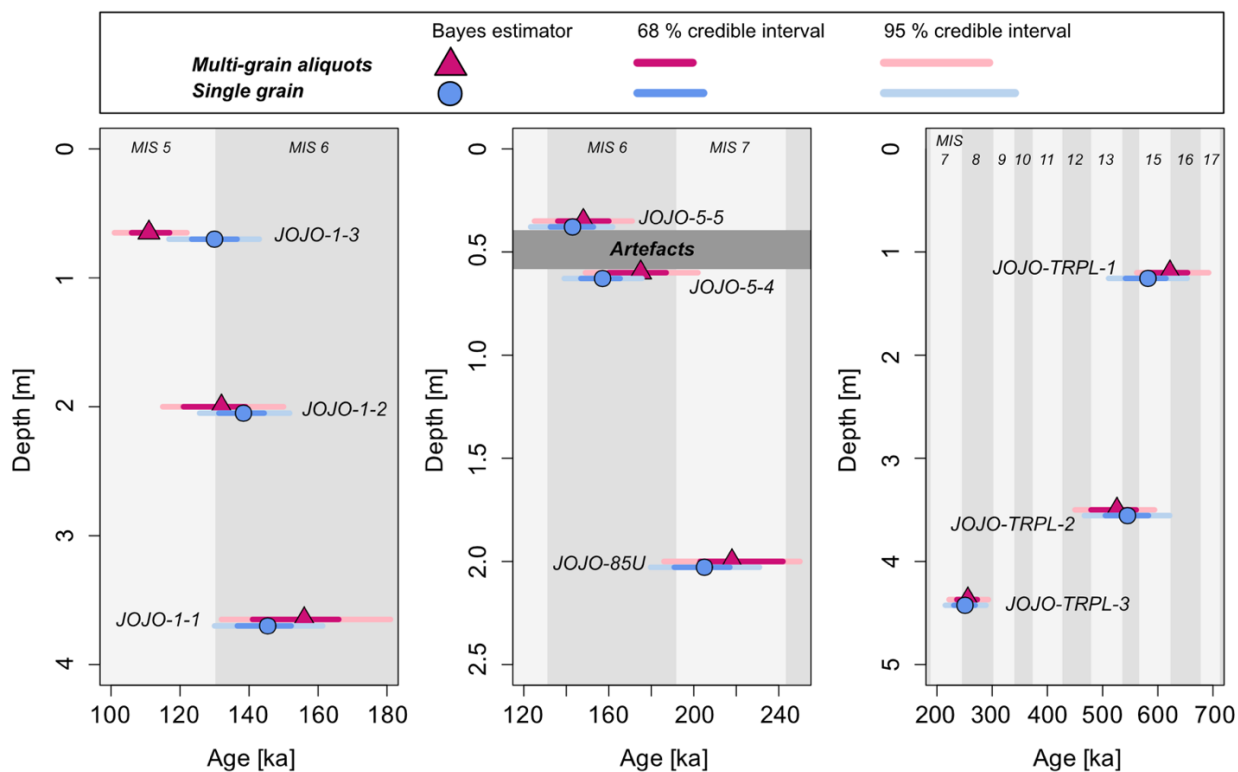 Bayes estimator 68 % credible interval 95 % credible interval
Multi-grain aliquots
Single grain
MIS 5 MIS 6
JOJO-1-3
JOJO-1-2
JOJO-1-1
0
1
2
3
4
Depth [m]
100 120 140 160 180
Age [ka]
MIS 6 MIS 7
JOJO-5-5
Artefacts
JOJO-5-4
JOJO-85U
0
0.5
1.0
1.5
2.0
2.5
Depth [m]
120 160 200 240
Age [ka]
MIS
7 8 9 10 11 12 13 15 16 17
JOJO-TRPL-1
JOJO-TRPL-2
JOJO-TRPL-3
0
1
2
3
4
5
Depth [m]
200 300 400 500 600 700
Age [ka]